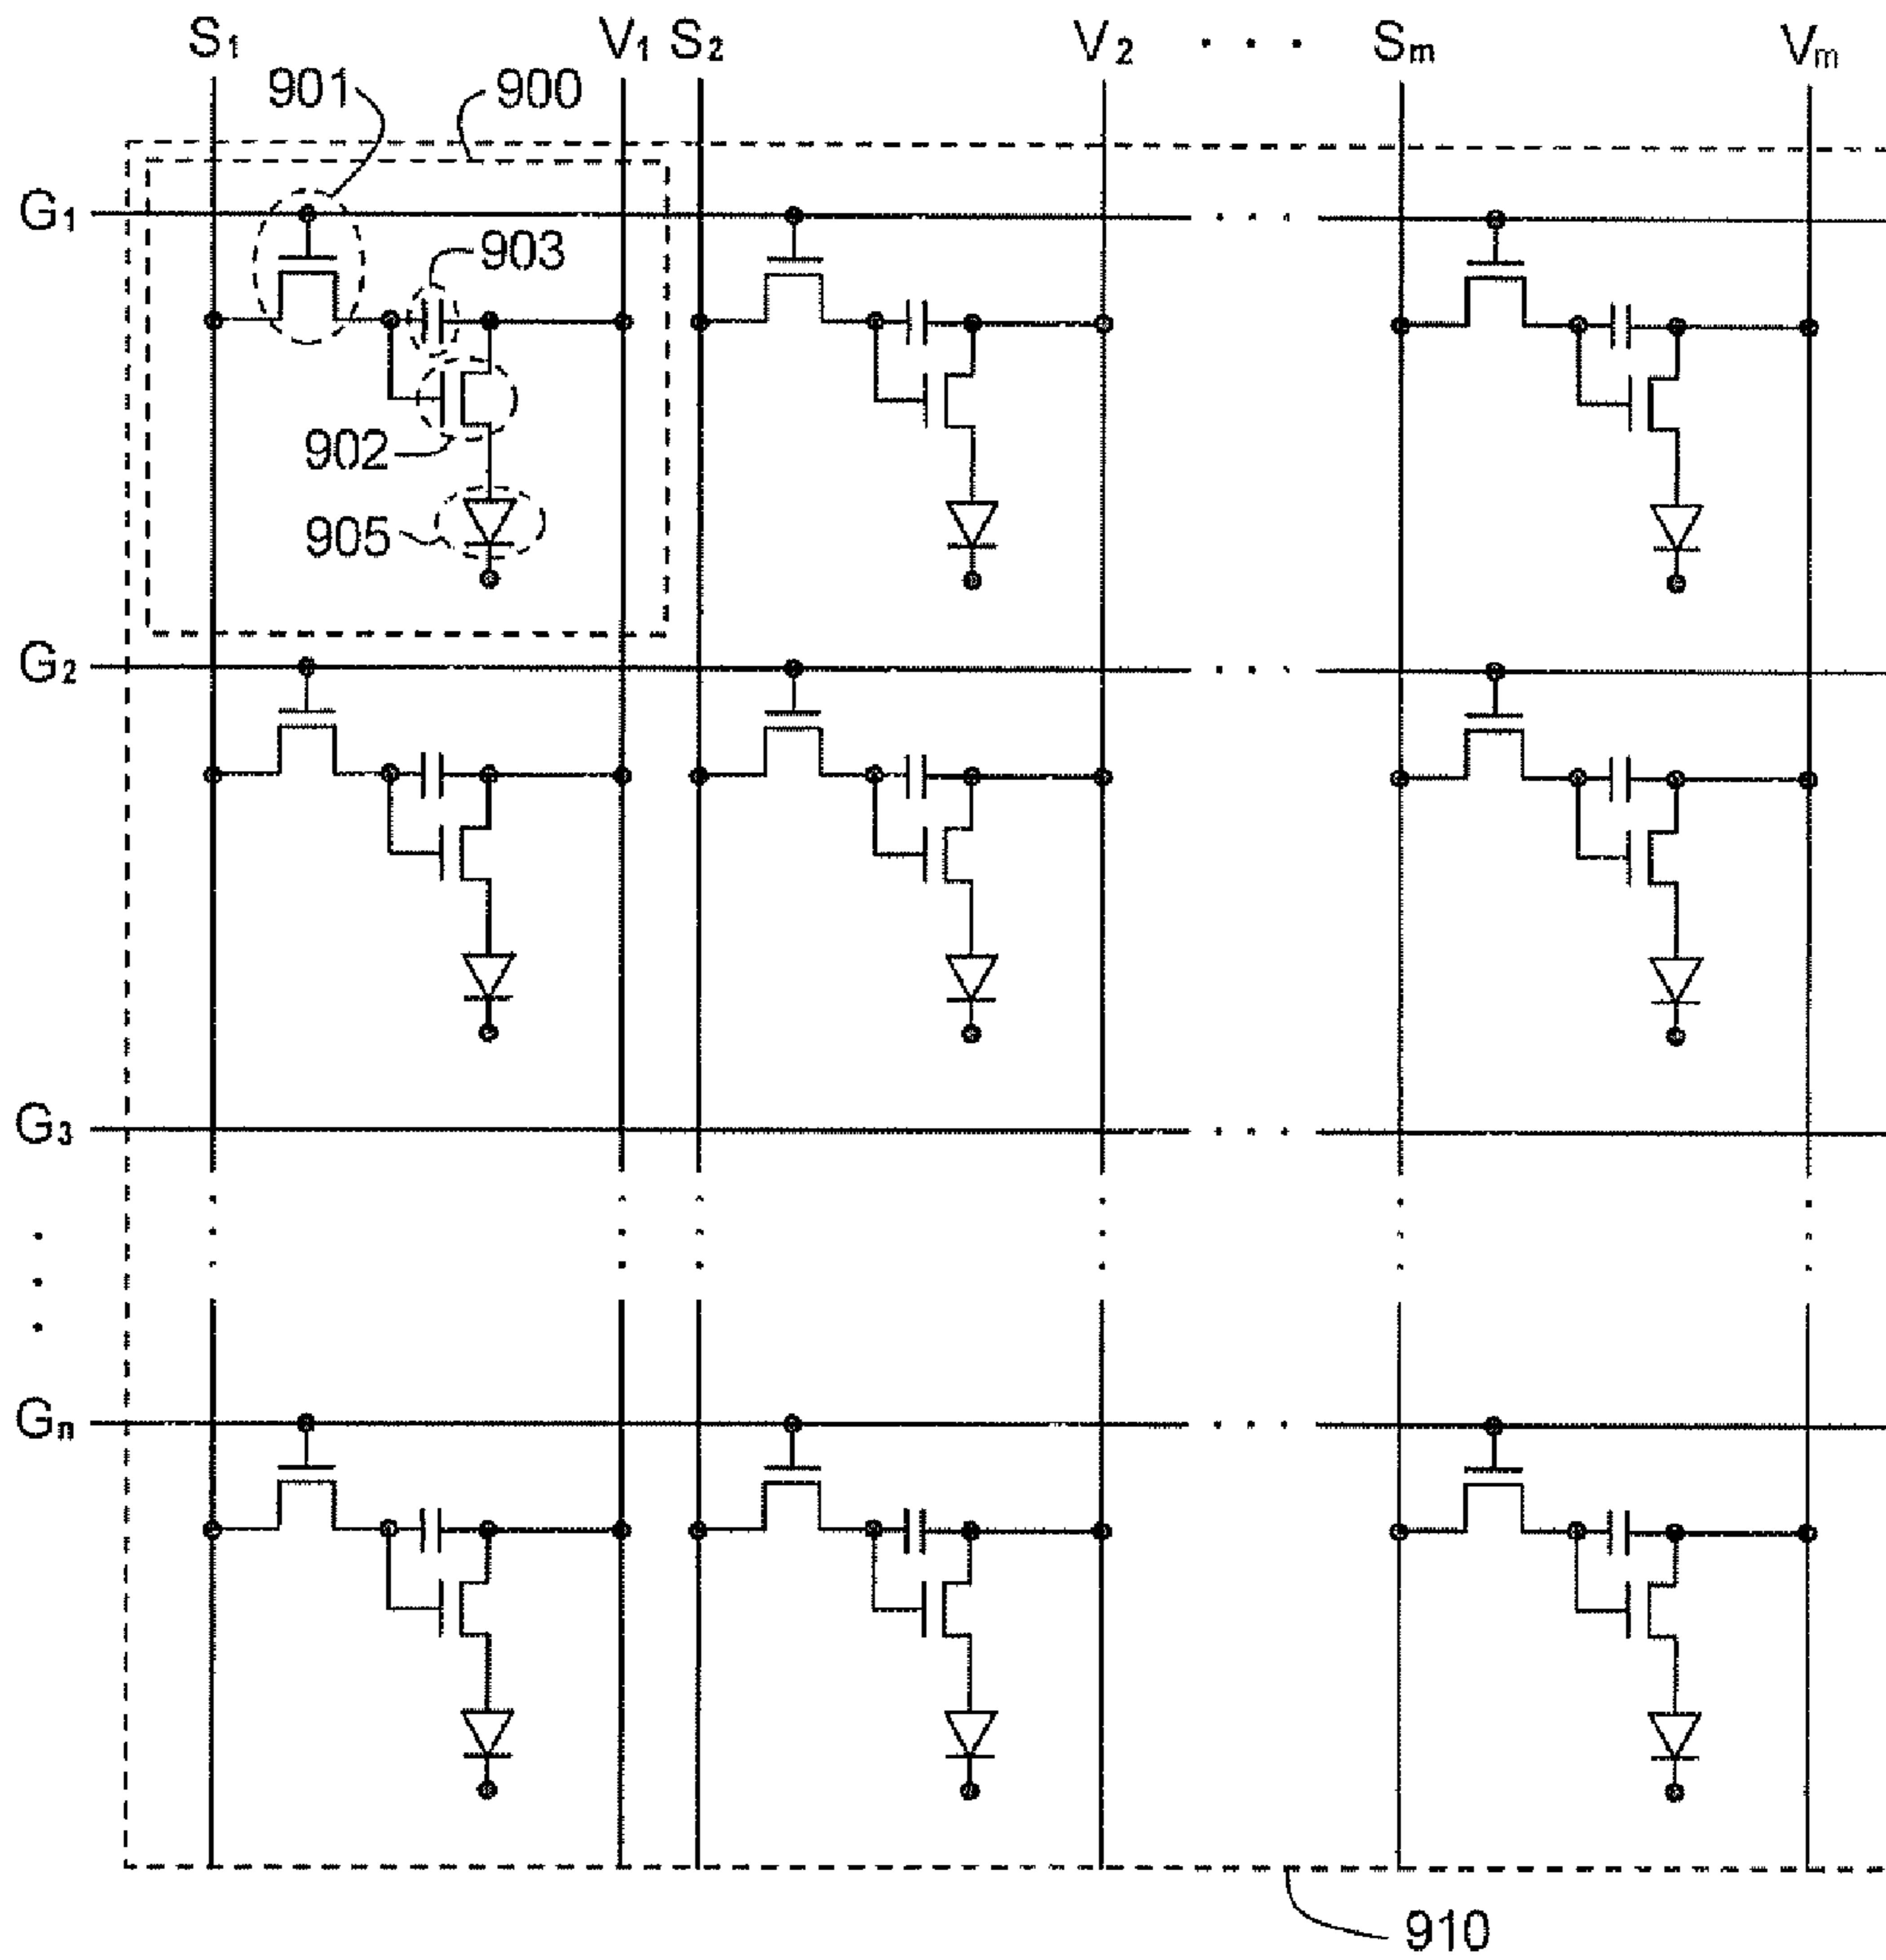 S1 V1 S2 V2 · · · Sm Vm
901 900
G1 · · ·
903
902
905
G2 · · ·
G3 · · ·
Gn · · ·
910